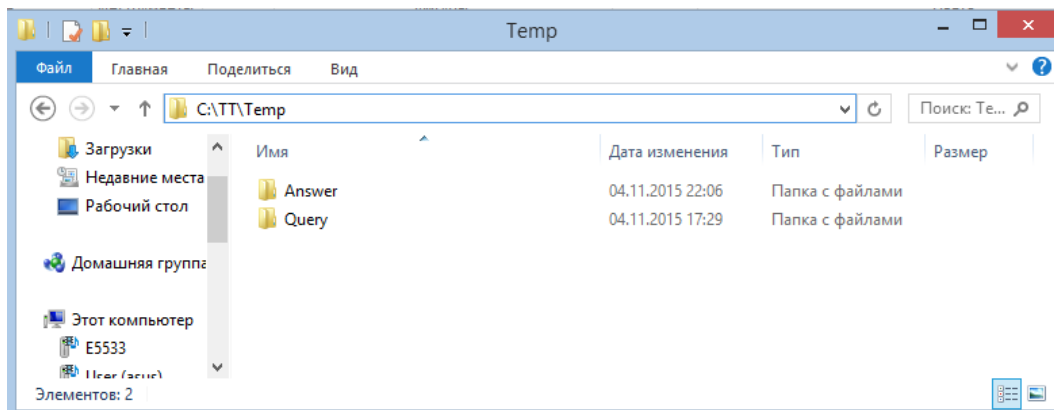 Temp
Файл Главная Поделиться Вид
C:\TT\Temp Поиск: Te...
Загрузки
Недавние места
Рабочий стол
Домашняя группа
Этот компьютер
E5533
User (asus)
Имя Дата изменения Тип Размер
Answer 04.11.2015 22:06 Папка с файлами
Query 04.11.2015 17:29 Папка с файлами
Элементов: 2